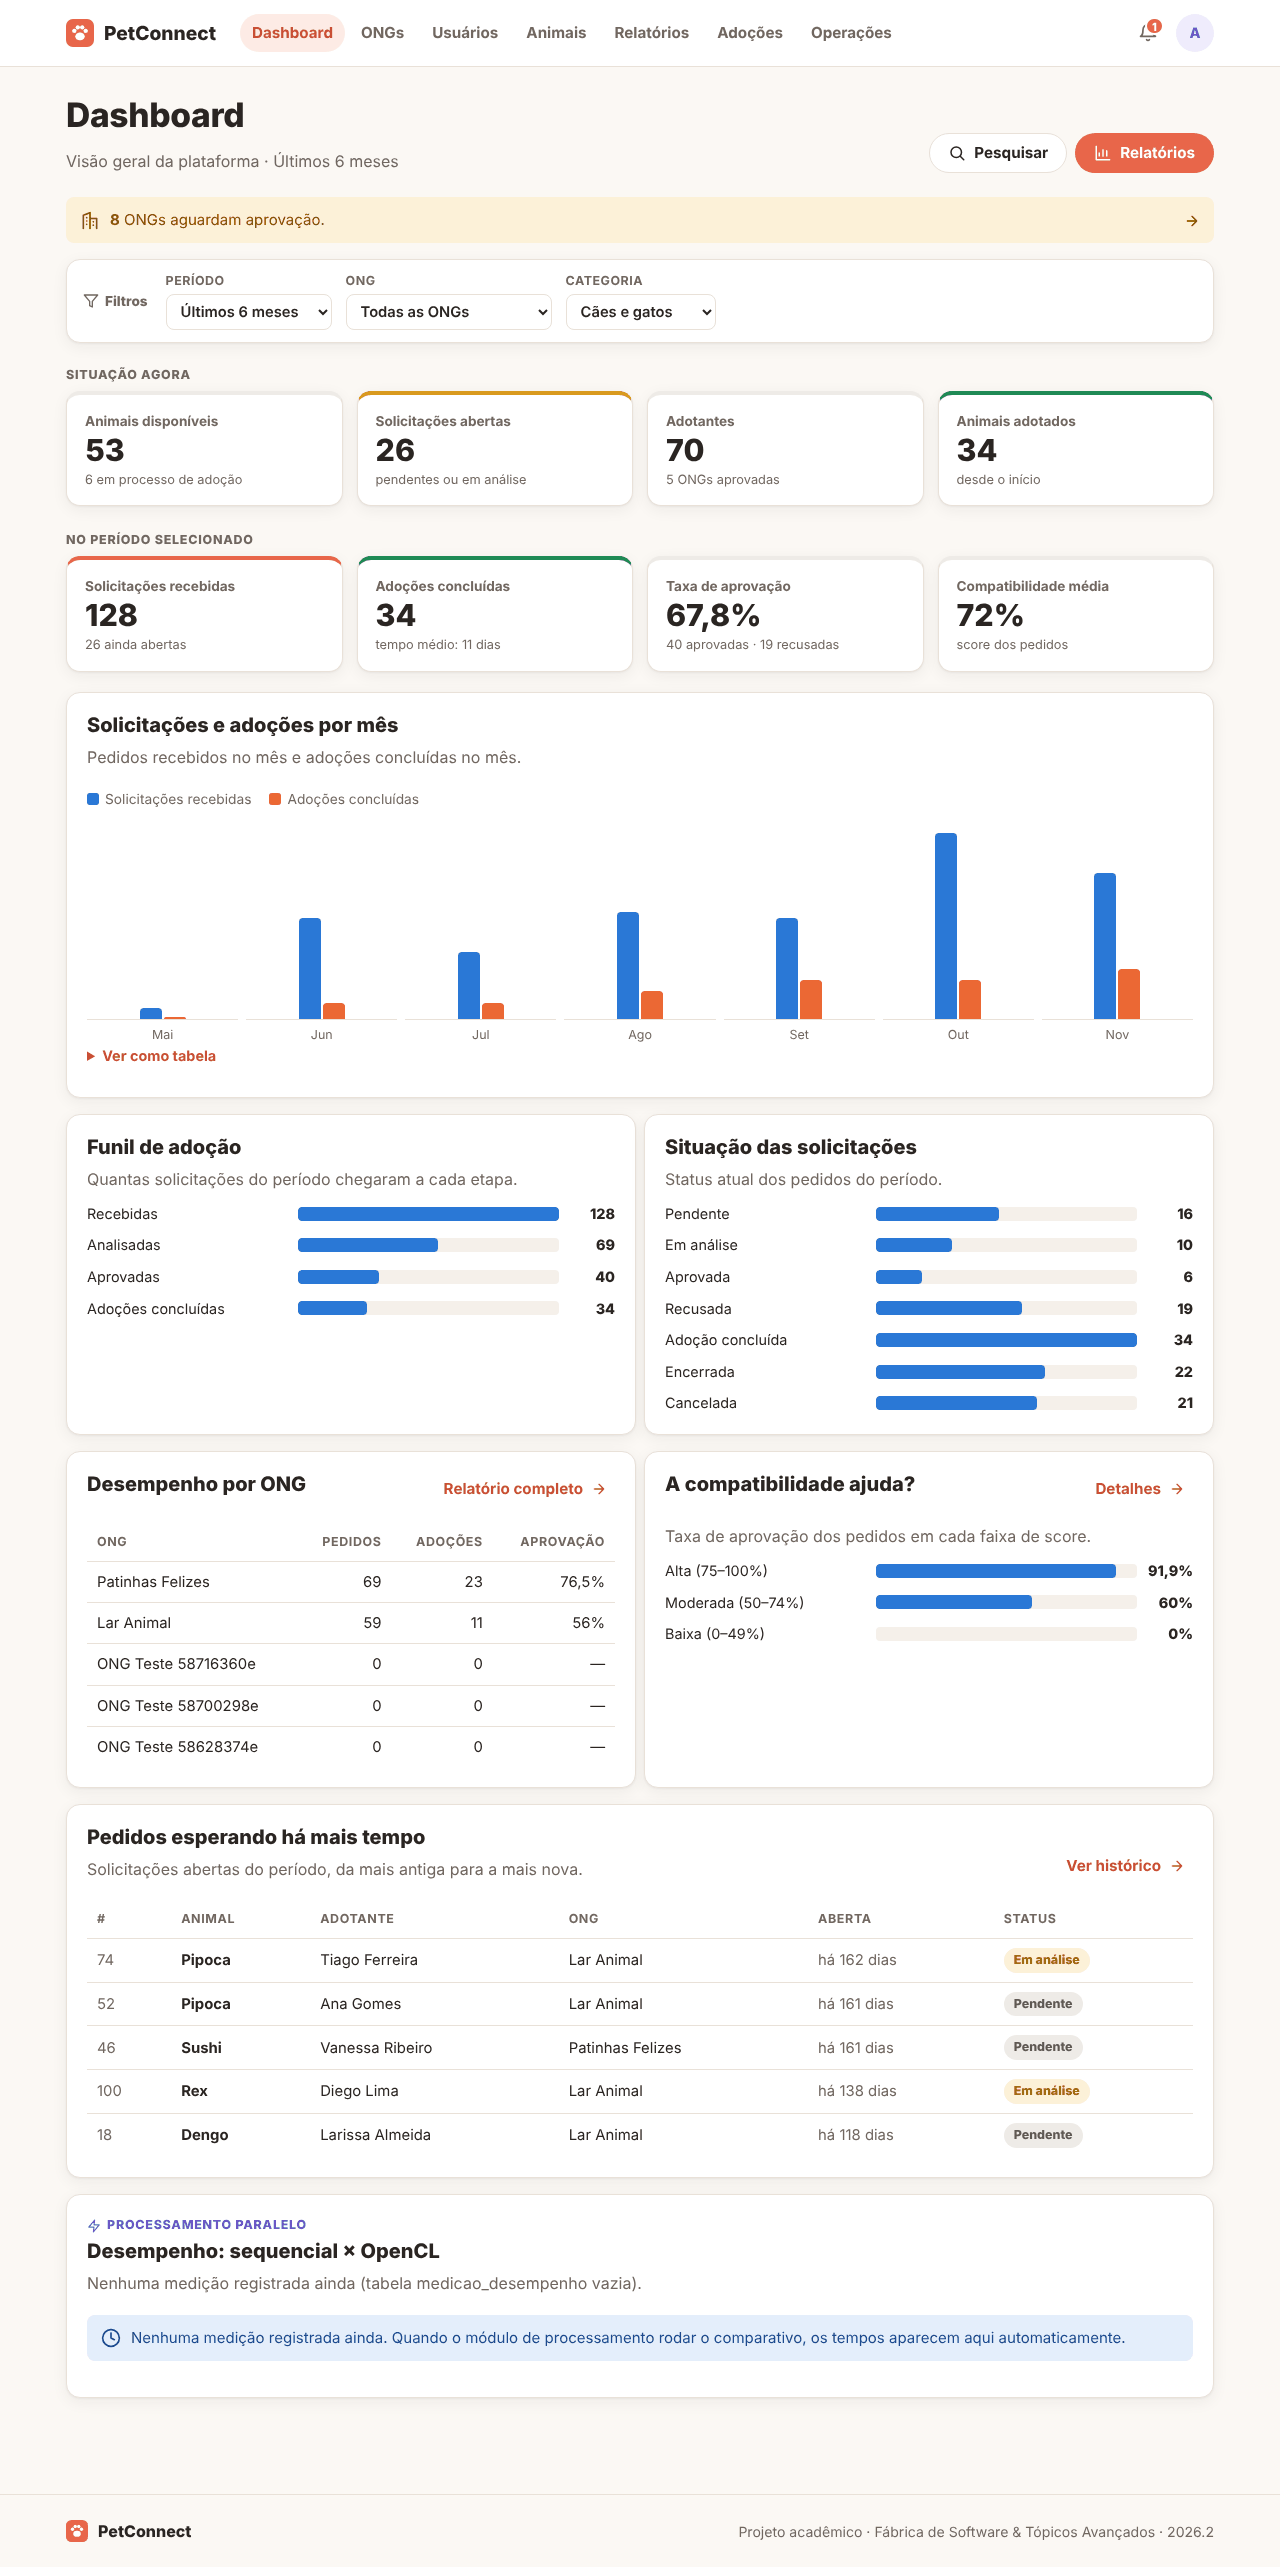 PetConnect Dashboard ONGs Usuários Animais Relatórios Adoções Operações 1 A
Dashboard
Visão geral da plataforma · Últimos 6 meses
Pesquisar Relatórios
8 ONGs aguardam aprovação.
Filtros
PERÍODO ONG CATEGORIA
Últimos 6 meses Todas as ONGs Cães e gatos
SITUAÇÃO AGORA
Animais disponíveis
53
6 em processo de adoção
Solicitações abertas
26
pendentes ou em análise
Adotantes
70
5 ONGs aprovadas
Animais adotados
34
desde o início
NO PERÍODO SELECIONADO
Solicitações recebidas
128
26 ainda abertas
Adoções concluídas
34
tempo médio: 11 dias
Taxa de aprovação
67,8%
40 aprovadas · 19 recusadas
Compatibilidade média
72%
score dos pedidos
Solicitações e adoções por mês
Pedidos recebidos no mês e adoções concluídas no mês.
Solicitações recebidas Adoções concluídas
Mai Jun Jul Ago Set Out Nov
Ver como tabela
Funil de adoção
Quantas solicitações do período chegaram a cada etapa.
Recebidas 128
Analisadas 69
Aprovadas 40
Adoções concluídas 34
Situação das solicitações
Status atual dos pedidos do período.
Pendente 16
Em análise 10
Aprovada 6
Recusada 19
Adoção concluída 34
Encerrada 22
Cancelada 21
Desempenho por ONG
Relatório completo
ONG PEDIDOS ADOÇÕES APROVAÇÃO
Patinhas Felizes 69 23 76,5%
Lar Animal 59 11 56%
ONG Teste 58716360e 0 0 —
ONG Teste 58700298e 0 0 —
ONG Teste 58628374e 0 0 —
A compatibilidade ajuda?
Detalhes
Taxa de aprovação dos pedidos em cada faixa de score.
Alta (75–100%) 91,9%
Moderada (50–74%) 60%
Baixa (0–49%) 0%
Pedidos esperando há mais tempo
Solicitações abertas do período, da mais antiga para a mais nova.
Ver histórico
# ANIMAL ADOTANTE ONG ABERTA STATUS
74 Pipoca Tiago Ferreira Lar Animal há 162 dias Em análise
52 Pipoca Ana Gomes Lar Animal há 161 dias Pendente
46 Sushi Vanessa Ribeiro Patinhas Felizes há 161 dias Pendente
100 Rex Diego Lima Lar Animal há 138 dias Em análise
18 Dengo Larissa Almeida Lar Animal há 118 dias Pendente
PROCESSAMENTO PARALELO
Desempenho: sequencial × OpenCL
Nenhuma medição registrada ainda (tabela medicao_desempenho vazia).
Nenhuma medição registrada ainda. Quando o módulo de processamento rodar o comparativo, os tempos aparecem aqui automaticamente.
PetConnect
Projeto acadêmico · Fábrica de Software & Tópicos Avançados · 2026.2